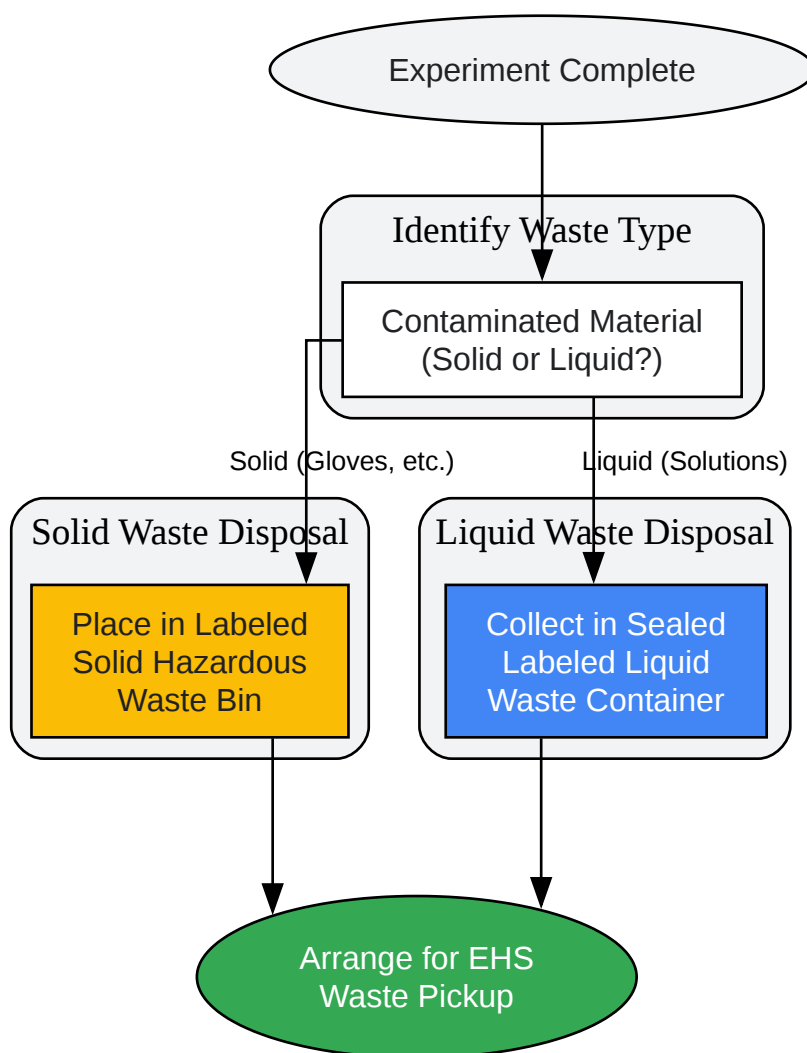 Experiment Complete
Identify Waste Type
Contaminated Material
(Solid or Liquid?)
Solid (Gloves, etc.)
Liquid (Solutions)
Solid Waste Disposal
Place in Labeled
Solid Hazardous
Waste Bin
Liquid Waste Disposal
Collect in Sealed
Labeled Liquid
Waste Container
Arrange for EHS
Waste Pickup